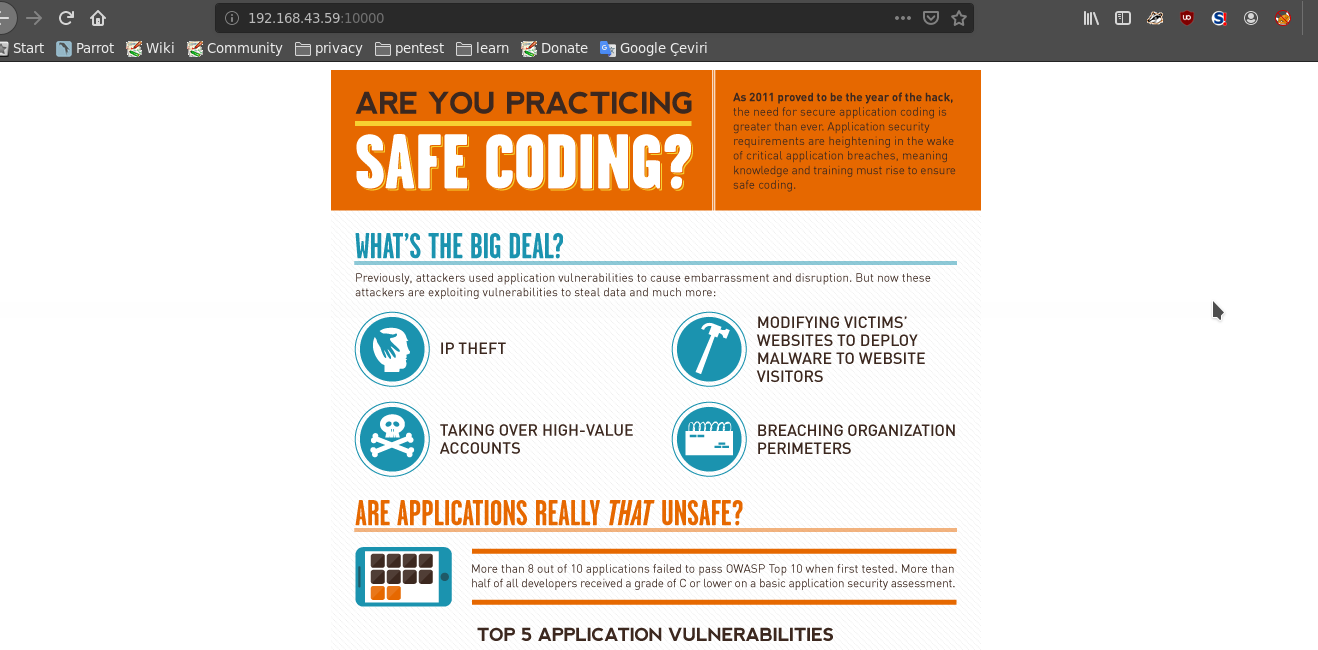 192.168.43.59:10000
Start Parrot Wiki Community privacy pentest learn Donate Google Çeviri
ARE YOU PRACTICING
SAFE CODING?
As 2011 proved to be the year of the hack,
the need for secure application coding is
greater than ever. Application security
requirements are heightening in the wake
of critical application breaches, meaning
knowledge and training must rise to ensure
safe coding.
WHAT'S THE BIG DEAL?
Previously, attackers used application vulnerabilities to cause embarrassment and disruption. But now these
attackers are exploiting vulnerabilities to steal data and much more:
IP THEFT
MODIFYING VICTIMS'
WEBSITES TO DEPLOY
MALWARE TO WEBSITE
VISITORS
TAKING OVER HIGH-VALUE
ACCOUNTS
BREACHING ORGANIZATION
PERIMETERS
ARE APPLICATIONS REALLY THAT UNSAFE?
More than 8 out of 10 applications failed to pass OWASP Top 10 when first tested. More than
half of all developers received a grade of C or lower on a basic application security assessment.
TOP 5 APPLICATION VULNERABILITIES